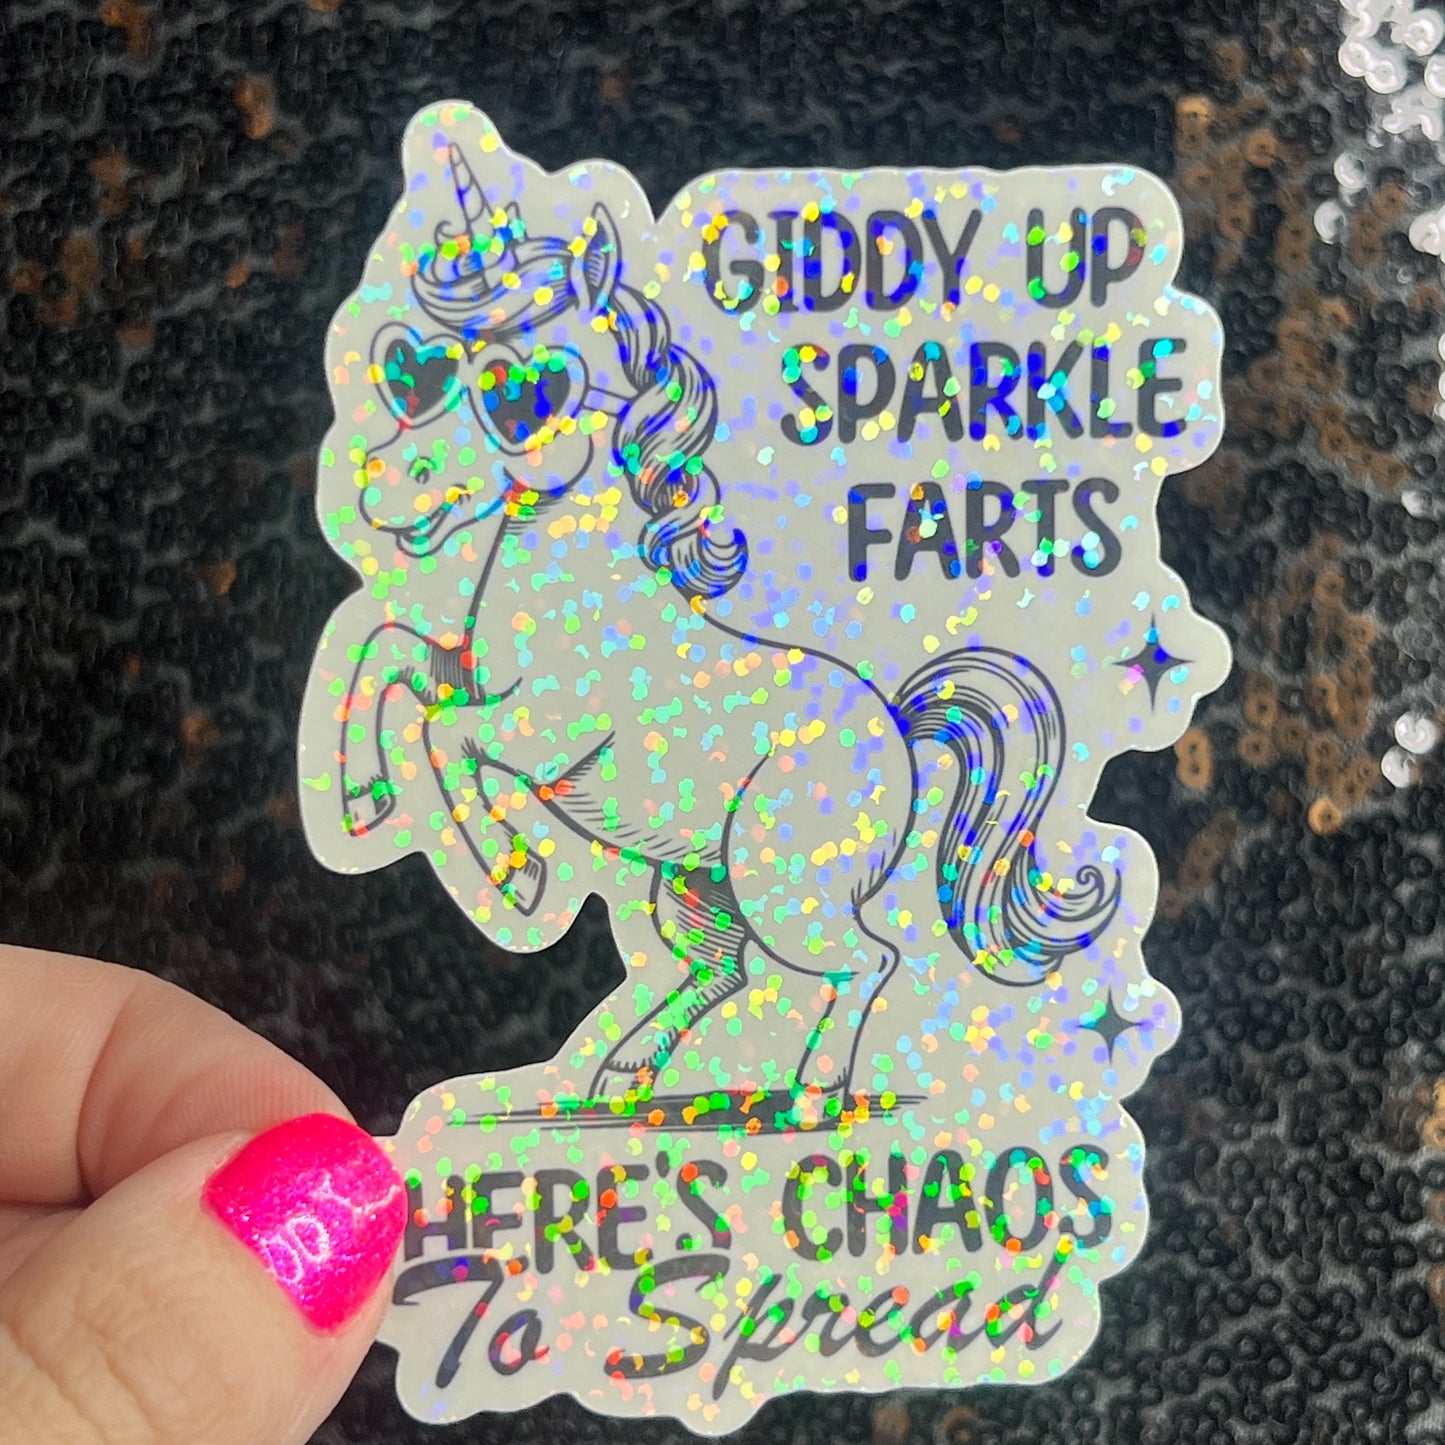 GIDDY UP
SPARKLE
FARTS
HERE'S CHAOS
To Spread